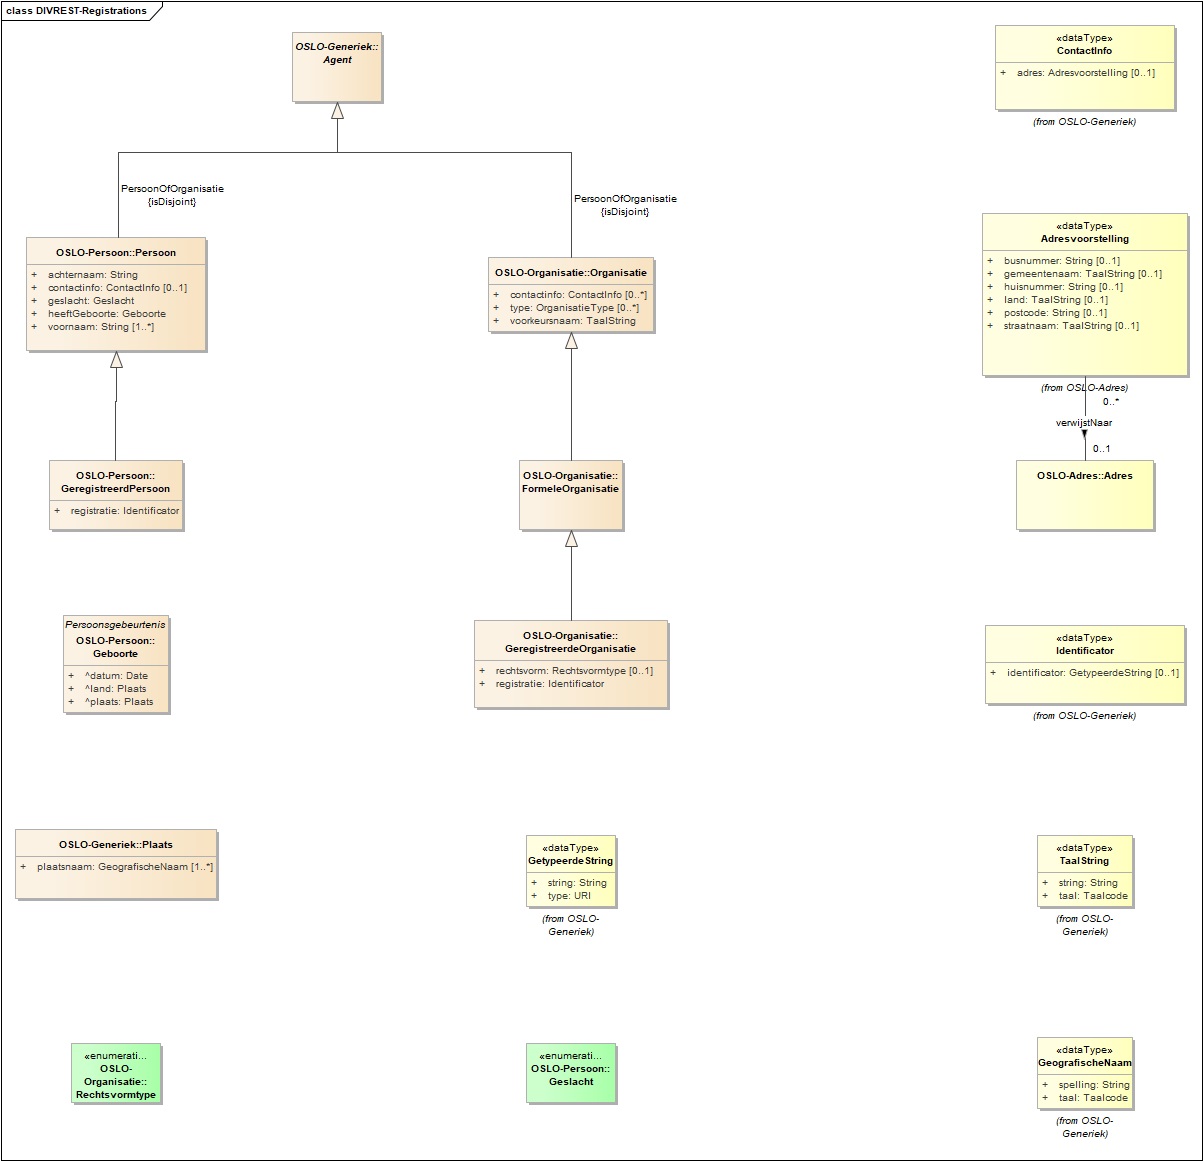 class DIVREST-Registrations
OSLO-Generiek::
Agent
PersoonOfOrganisatie
{isDisjoint}
PersoonOfOrganisatie
{isDisjoint}
OSLO-Persoon::Persoon
+ achternaam: String
+ contactinfo: ContactInfo [0..1]
+ geslacht: Geslacht
+ heeftGeboorte: Geboorte
+ voornaam: String [1..*]
OSLO-Organisatie::Organisatie
+ contactinfo: ContactInfo [0..*]
+ type: OrganisatieType [0..*]
+ voorkeursnaam: TaalString
«dataType»
ContactInfo
+ adres: Adresvoorstelling [0..1]
(from OSLO-Generiek)
«dataType»
Adresvoorstelling
+ busnummer: String [0..1]
+ gemeentenaam: TaalString [0..1]
+ huisnummer: String [0..1]
+ land: TaalString [0..1]
+ postcode: String [0..1]
+ straatnaam: TaalString [0..1]
(from OSLO-Adres)
0..*
verwijstNaar
0..1
OSLO-Adres::Adres
OSLO-Persoon::
GeregistreerdPersoon
+ registratie: Identificator
OSLO-Organisatie::
FormeleOrganisatie
Persoonsgebeurtenis
OSLO-Persoon::
Geboorte
+ ^datum: Date
+ ^land: Plaats
+ ^plaats: Plaats
OSLO-Organisatie::
GeregistreerdeOrganisatie
+ rechtsvorm: Rechtsvormtype [0..1]
+ registratie: Identificator
«dataType»
Identificator
+ identificator: GetypeerdeString [0..1]
(from OSLO-Generiek)
OSLO-Generiek::Plaats
+ plaatsnaam: GeografischeNaam [1..*]
«dataType»
GetypeerdeString
+ string: String
+ type: URI
(from OSLO-
Generiek)
«dataType»
TaalString
+ string: String
+ taal: Taalcode
(from OSLO-
Generiek)
«enumerati...
OSLO-
Organisatie::
Rechtsvormtype
«enumerati...
OSLO-Persoon::
Geslacht
«dataType»
GeografischeNaam
+ spelling: String
+ taal: Taalcode
(from OSLO-
Generiek)